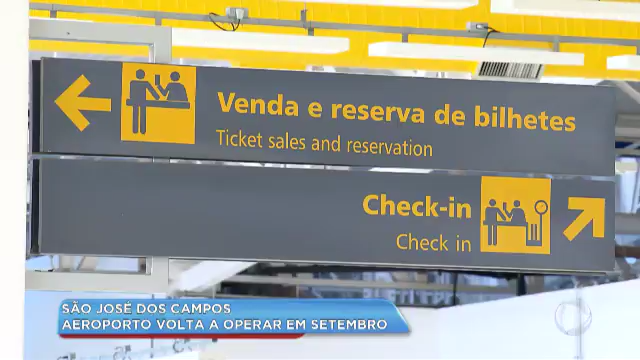 Venda e reserva de bilhetes
Ticket sales and reservation
Check-in
Check in
SÃO JOSÉ DOS CAMPOS
AEROPORTO VOLTA A OPERAR EM SETEMBRO